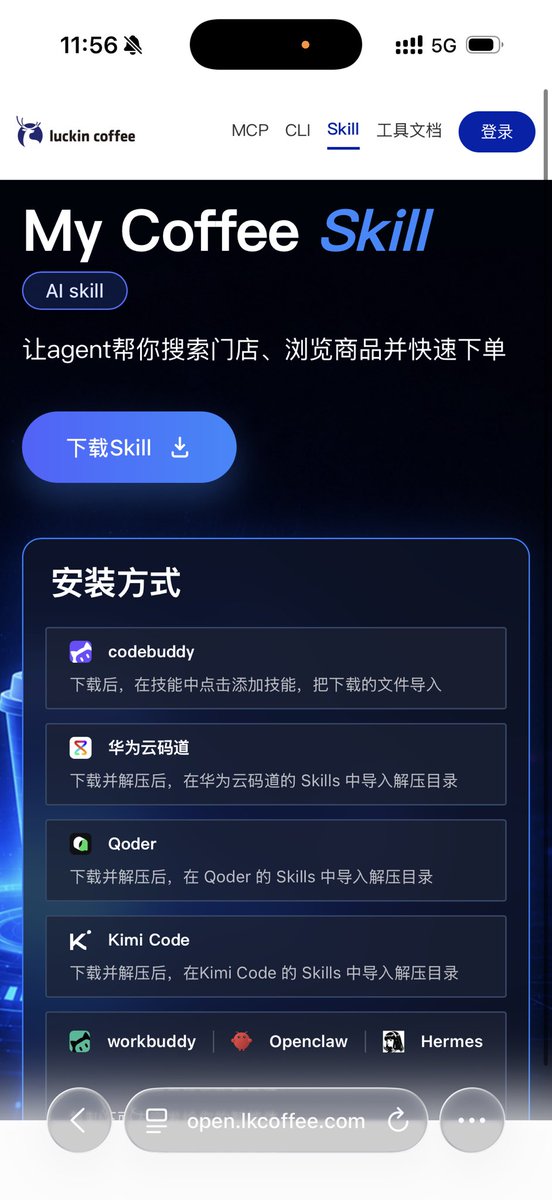 11:56
5G
luckin coffee
MCP CLI Skill 工具文档 登录
My Coffee Skill
AI skill
让agent帮你搜索门店、浏览商品并快速下单
下载Skill
安装方式
codebuddy
下载后，在技能中点击添加技能，把下载的文件导入
华为云码道
下载并解压后，在华为云码道的 Skills 中导入解压目录
Qoder
下载并解压后，在 Qoder 的 Skills 中导入解压目录
Kimi Code
下载并解压后，在Kimi Code 的 Skills 中导入解压目录
workbuddy Openclaw Hermes
open.lkcoffee.com